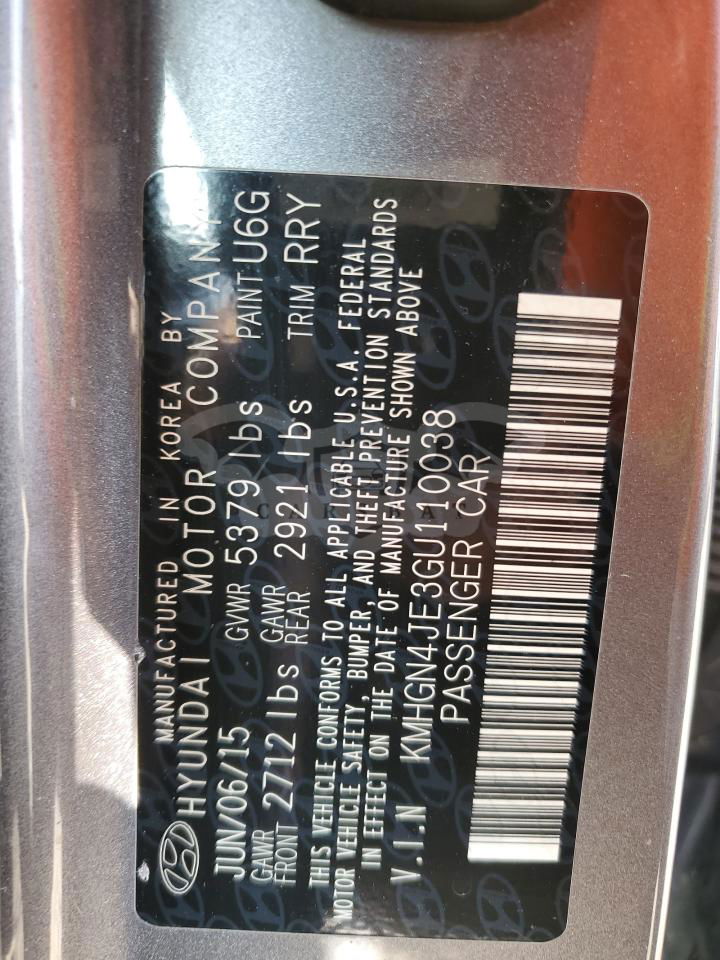 MANUFACTURED IN KOREA BY
HYUNDAI MOTOR COMPANY
JUN/06/15 GVWR 5379 lbs PAINT U6G
GAWR FRONT 2712 lbs GAWR REAR 2921 lbs TRIM RRY
THIS VEHICLE CONFORMS TO ALL APPLICABLE U.S.A. FEDERAL
MOTOR VEHICLE SAFETY, BUMPER, AND THEFT PREVENTION STANDARDS
IN EFFECT ON THE DATE OF MANUFACTURE SHOWN ABOVE
V.I.N KMHGN4JE3GU110038
PASSENGER CAR